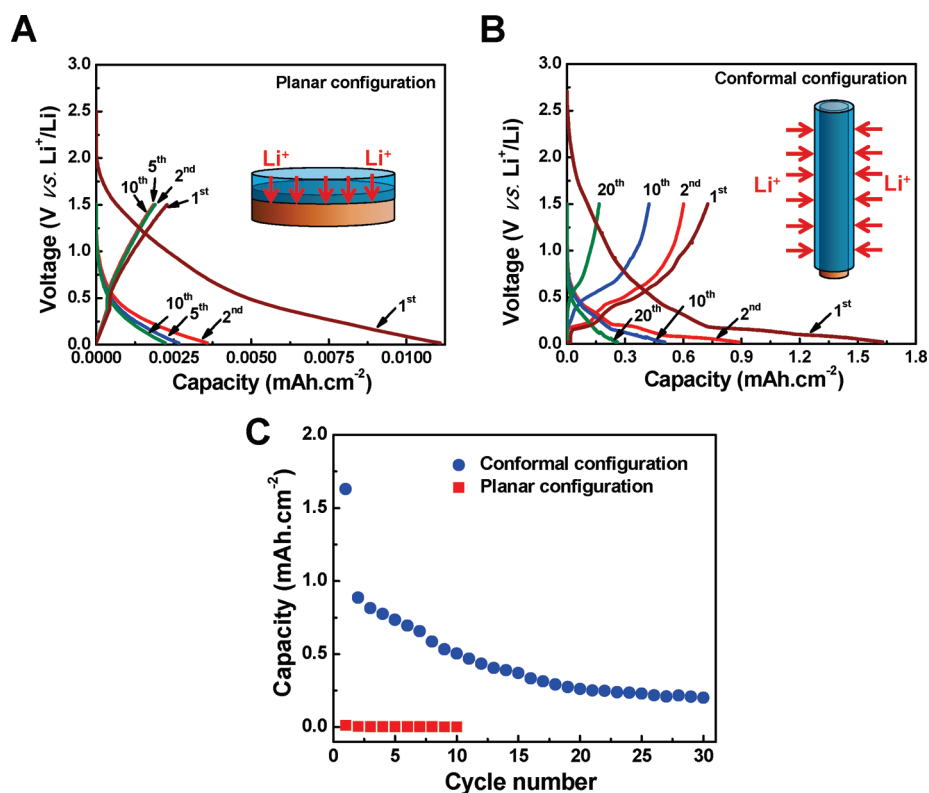 A
Planar configuration
Voltage (V vs. Li⁺/Li)
3.0
2.5
2.0
1.5
1.0
0.5
0.0
Li⁺ Li⁺
10ᵗʰ 5ᵗʰ 2ⁿᵈ 1ˢᵗ
10ᵗʰ 5ᵗʰ 2ⁿᵈ 1ˢᵗ
0.0000 0.0025 0.0050 0.0075 0.0100
Capacity (mAh.cm⁻²)
B
Conformal configuration
Voltage (V vs. Li⁺/Li)
3.0
2.5
2.0
1.5
1.0
0.5
0.0
Li⁺ Li⁺
20ᵗʰ 10ᵗʰ 2ⁿᵈ 1ˢᵗ
20ᵗʰ 10ᵗʰ 2ⁿᵈ 1ˢᵗ
0.0 0.3 0.6 0.9 1.2 1.5 1.8
Capacity (mAh.cm⁻²)
C
Conformal configuration
Planar configuration
Capacity (mAh.cm⁻²)
2.0
1.5
1.0
0.5
0.0
0 5 10 15 20 25 30
Cycle number